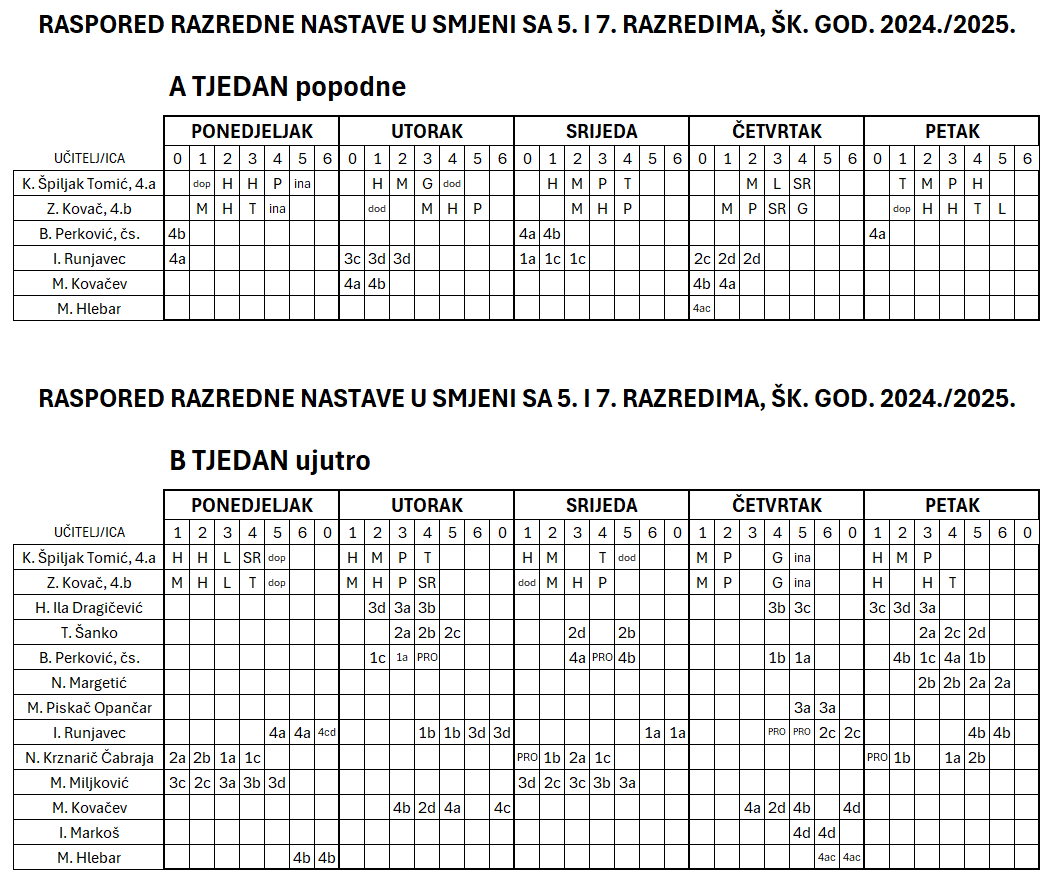 RASPORED RAZREDNE NASTAVE U SMJENI SA 5. I 7. RAZREDIMA, ŠK. GOD. 2024./2025.
A TJEDAN popodne
PONEDJELJAK UTORAK SRIJEDA ČETVRTAK PETAK
UČITELJ/ICA 0 1 2 3 4 5 6 0 1 2 3 4 5 6 0 1 2 3 4 5 6 0 1 2 3 4 5 6 0 1 2 3 4 5 6
K. Špiljak Tomić, 4.a dop H H P ina H M G dod H M P T M L SR T M P H
Z. Kovač, 4.b M H T ina dod M H P M H P M P SR G dop H H T L
B. Perković, čs. 4b 4a 4b 4a
I. Runjavec 4a 3c 3d 3d 1a 1c 1c 2c 2d 2d
M. Kovačev 4a 4b 4b 4a
M. Hlebar 4ac
RASPORED RAZREDNE NASTAVE U SMJENI SA 5. I 7. RAZREDIMA, ŠK. GOD. 2024./2025.
B TJEDAN ujutro
PONEDJELJAK UTORAK SRIJEDA ČETVRTAK PETAK
UČITELJ/ICA 1 2 3 4 5 6 0 1 2 3 4 5 6 0 1 2 3 4 5 6 0 1 2 3 4 5 6 0 1 2 3 4 5 6 0
K. Špiljak Tomić, 4.a H H L SR dop H M P T H M T dod M P G ina H M P
Z. Kovač, 4.b M H L T dop M H P SR dod M H P M P G ina H H T
H. Ila Dragičević 3d 3a 3b 3b 3c 3c 3d 3a
T. Šanko 2a 2b 2c 2d 2b 2a 2c 2d
B. Perković, čs. 1c 1a PRO 4a PRO 4b 1b 1a 4b 1c 4a 1b
N. Margetić 2b 2b 2a 2a
M. Piskač Opančar 3a 3a
I. Runjavec 4a 4a 4cd 1b 1b 3d 3d 1a 1a PRO PRO 2c 2c 4b 4b
N. Krznarič Čabraja 2a 2b 1a 1c PRO 1b 2a 1c PRO 1b 1a 2b
M. Miljković 3c 2c 3a 3b 3d 3d 2c 3c 3b 3a
M. Kovačev 4b 2d 4a 4c 4a 2d 4b 4d
I. Markoš 4d 4d
M. Hlebar 4b 4b 4ac 4ac